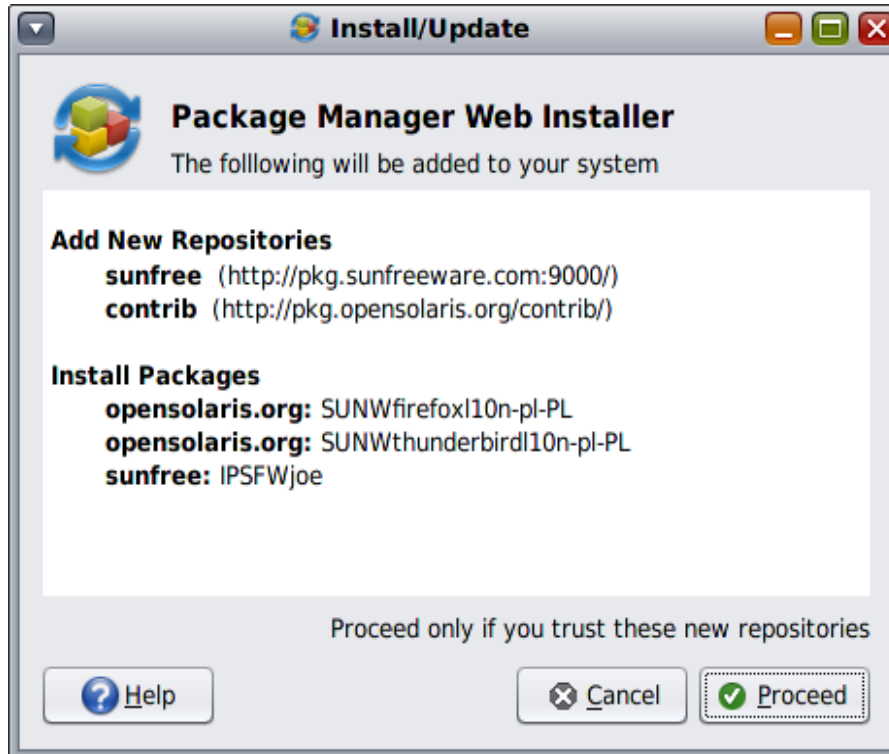 Install/Update
Package Manager Web Installer
The folllowing will be added to your system
Add New Repositories
sunfree (http://pkg.sunfreeware.com:9000/)
contrib (http://pkg.opensolaris.org/contrib/)
Install Packages
opensolaris.org: SUNWfirefoxl10n-pl-PL
opensolaris.org: SUNWthunderbirdl10n-pl-PL
sunfree: IPSFWjoe
Proceed only if you trust these new repositories
Help
Cancel
Proceed